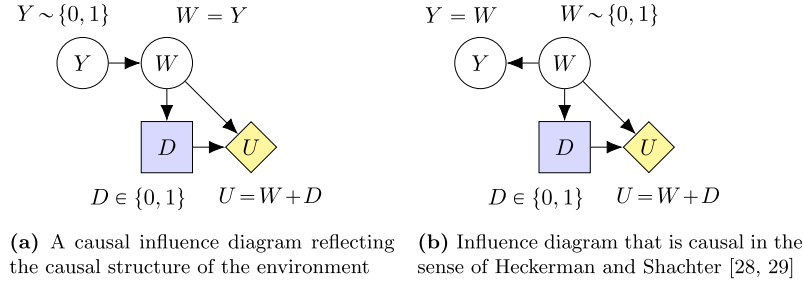 Y ∼ {0, 1} W = Y
Y W
D U
D ∈ {0, 1} U = W + D
(a) A causal influence diagram reflecting
the causal structure of the environment
Y = W W ∼ {0, 1}
Y W
D U
D ∈ {0, 1} U = W + D
(b) Influence diagram that is causal in the
sense of Heckerman and Shachter [28, 29]